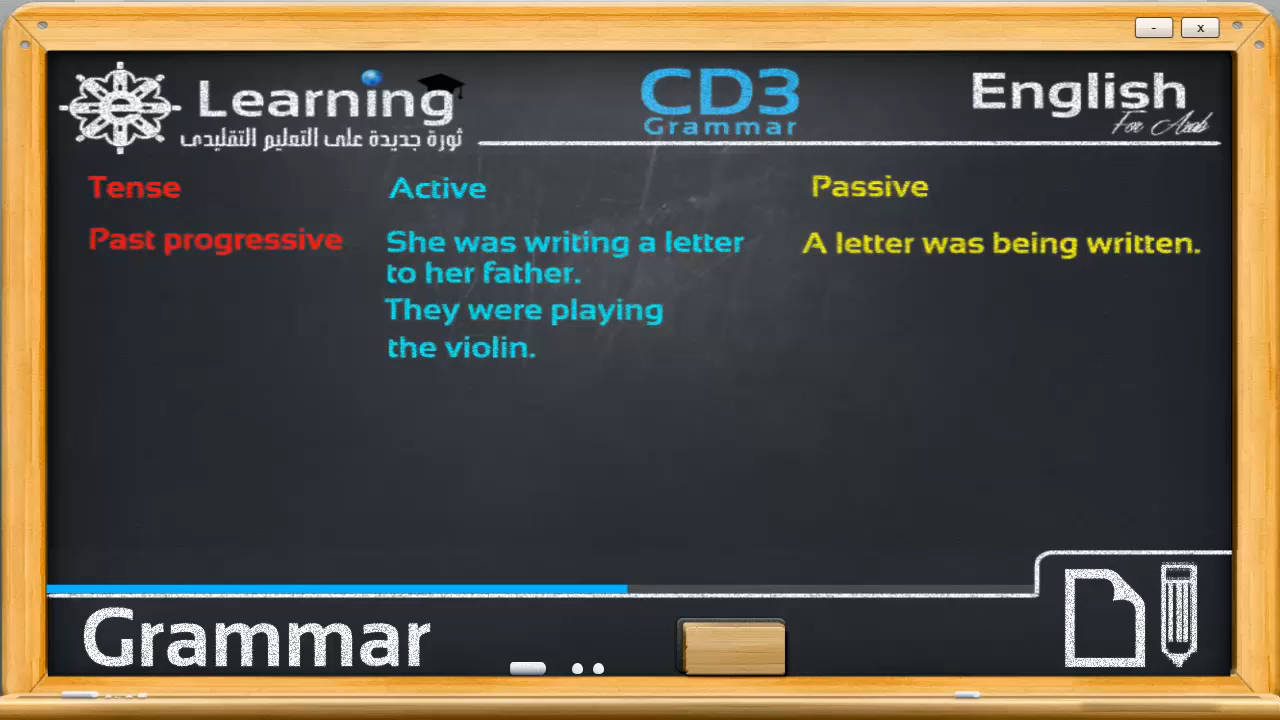 - x
Learning
ثورة جديدة على التعليم التقليدى
CD3
Grammar
English
For Arab
Tense Active Passive
Past progressive She was writing a letter A letter was being written.
to her father.
They were playing
the violin.
Grammar